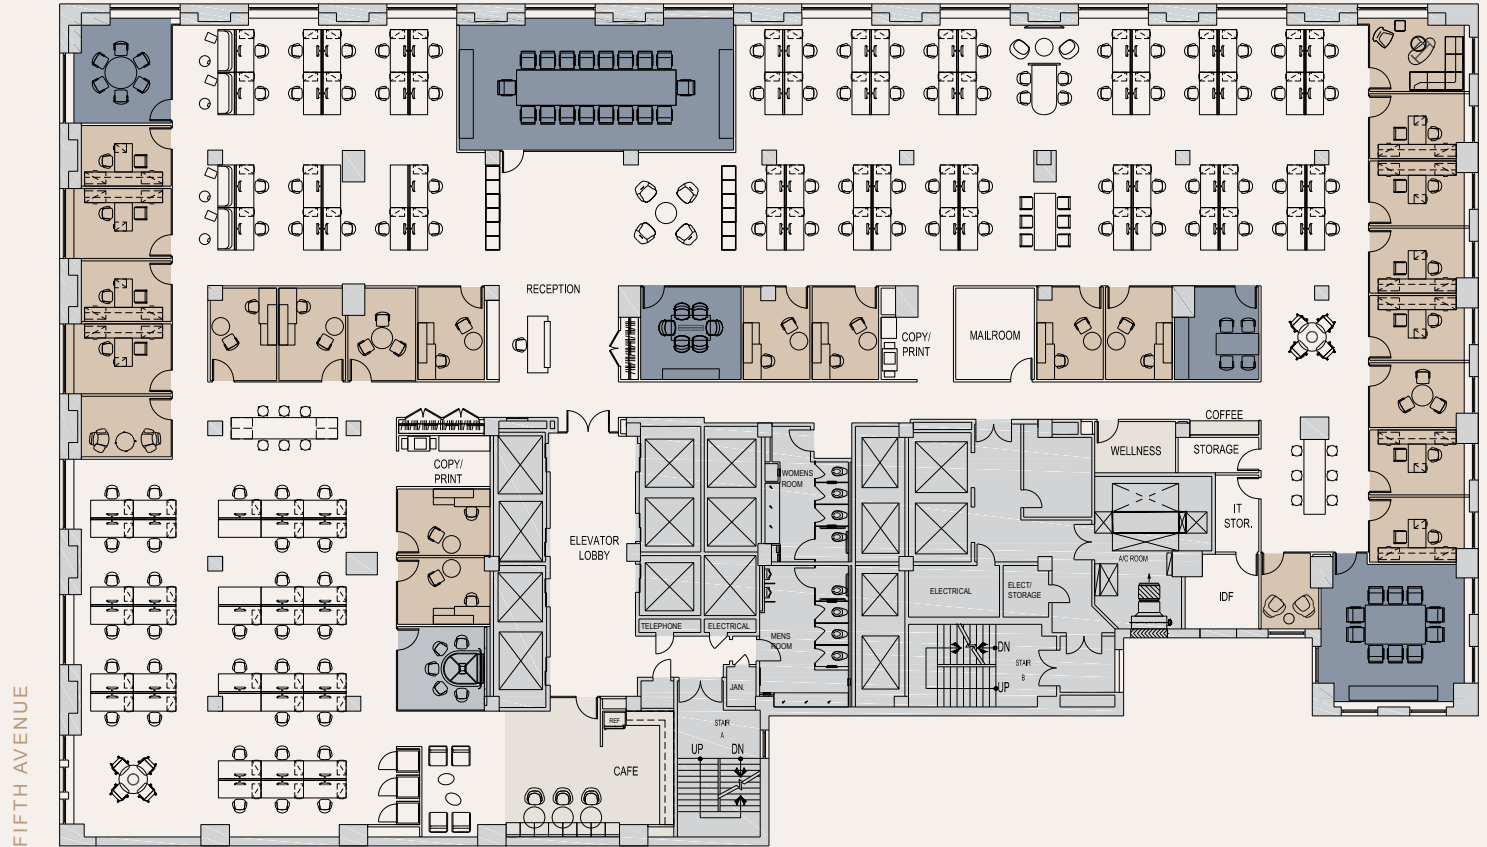 RECEPTION
COPY/
PRINT
MAILROOM
COFFEE
WELLNESS
STORAGE
COPY/
PRINT
WOMENS
ROOM
IT
STOR.
ELEVATOR
LOBBY
A/C ROOM
ELECTRICAL
ELECT/
STORAGE
IDF
TELEPHONE
ELECTRICAL
MENS
ROOM
DN
STAIR
B
UP
JAN.
REF
STAIR
A
UP
DN
CAFE
FIFTH AVENUE